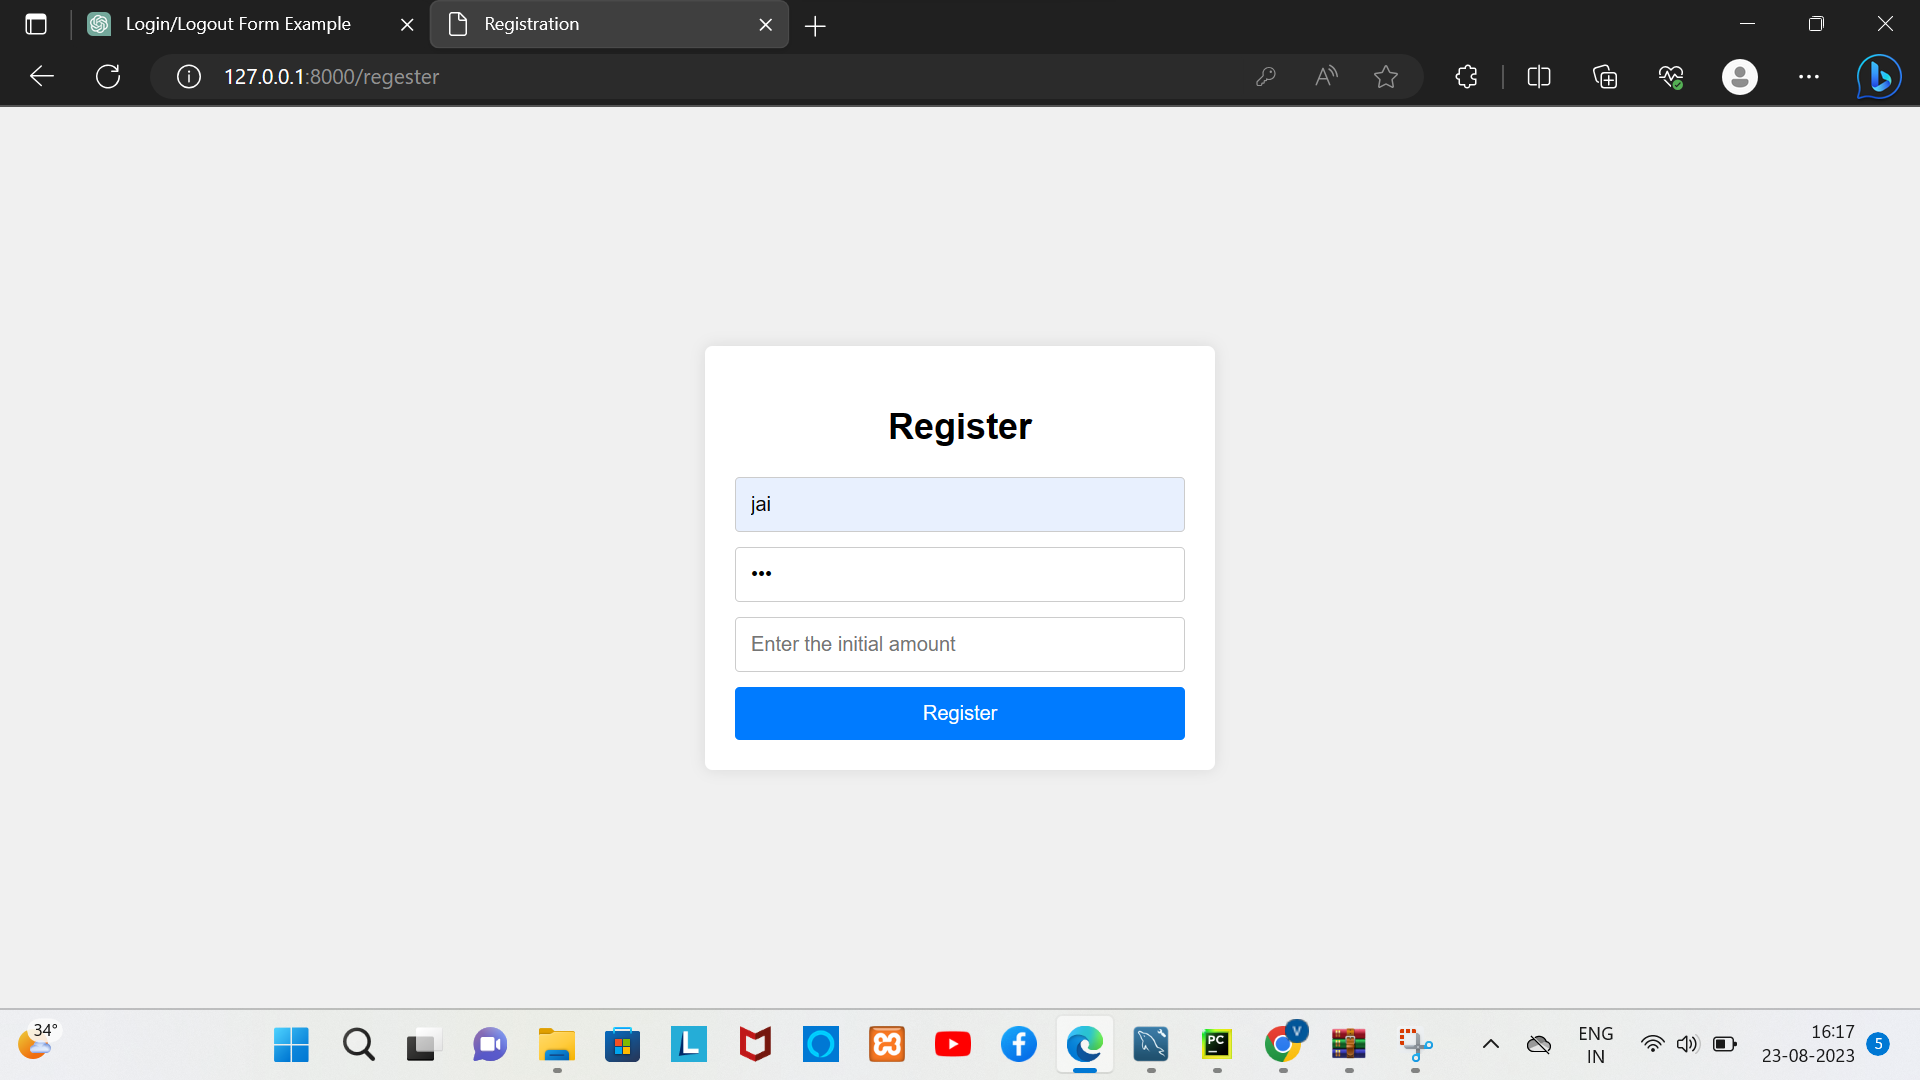 Login/Logout Form Example
Registration
127.0.0.1:8000/regester
Register
jai
•••
Enter the initial amount
Register
34°
L
PC
V
ENG
IN
16:17
23-08-2023
5